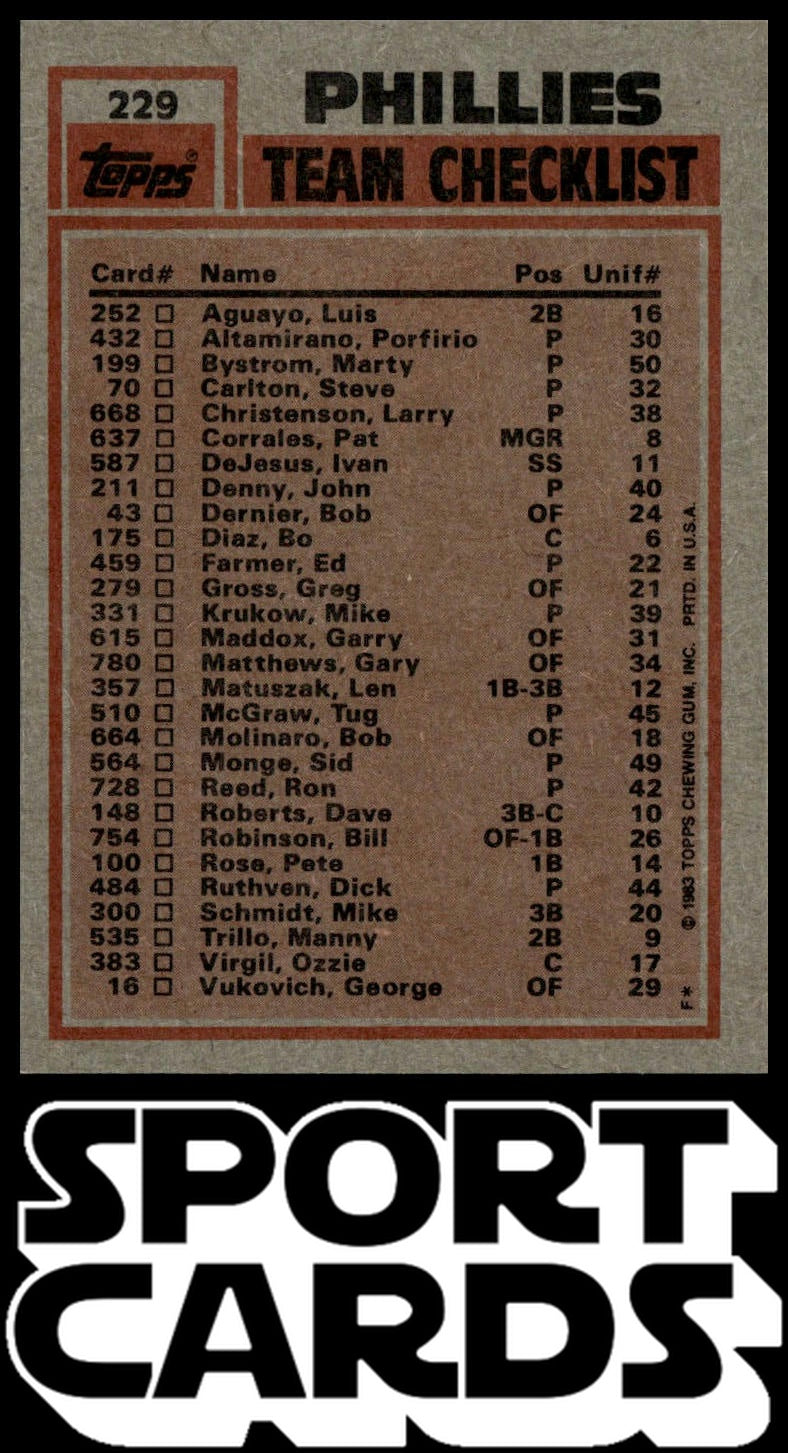 229 PHILLIES
Topps® TEAM CHECKLIST
Card# Name Pos Unif#
252 □ Aguayo, Luis 2B 16
432 □ Altamirano, Porfirio P 30
199 □ Bystrom, Marty P 50
70 □ Carlton, Steve P 32
668 □ Christenson, Larry P 38
637 □ Corrales, Pat MGR 8
587 □ DeJesus, Ivan SS 11
211 □ Denny, John P 40
43 □ Dernier, Bob OF 24
175 □ Diaz, Bo C 6
459 □ Farmer, Ed P 22
279 □ Gross, Greg OF 21
331 □ Krukow, Mike P 39
615 □ Maddox, Garry OF 31
780 □ Matthews, Gary OF 34
357 □ Matuszak, Len 1B-3B 12
510 □ McGraw, Tug P 45
664 □ Molinaro, Bob OF 18
564 □ Monge, Sid P 49
728 □ Reed, Ron P 42
148 □ Roberts, Dave 3B-C 10
754 □ Robinson, Bill OF-1B 26
100 □ Rose, Pete 1B 14
484 □ Ruthven, Dick P 44
300 □ Schmidt, Mike 3B 20
535 □ Trillo, Manny 2B 9
383 □ Virgil, Ozzie C 17
16 □ Vukovich, George OF 29
F* © 1983 TOPPS CHEWING GUM, INC. PRTD. IN U.S.A.
SPORT
CARDS